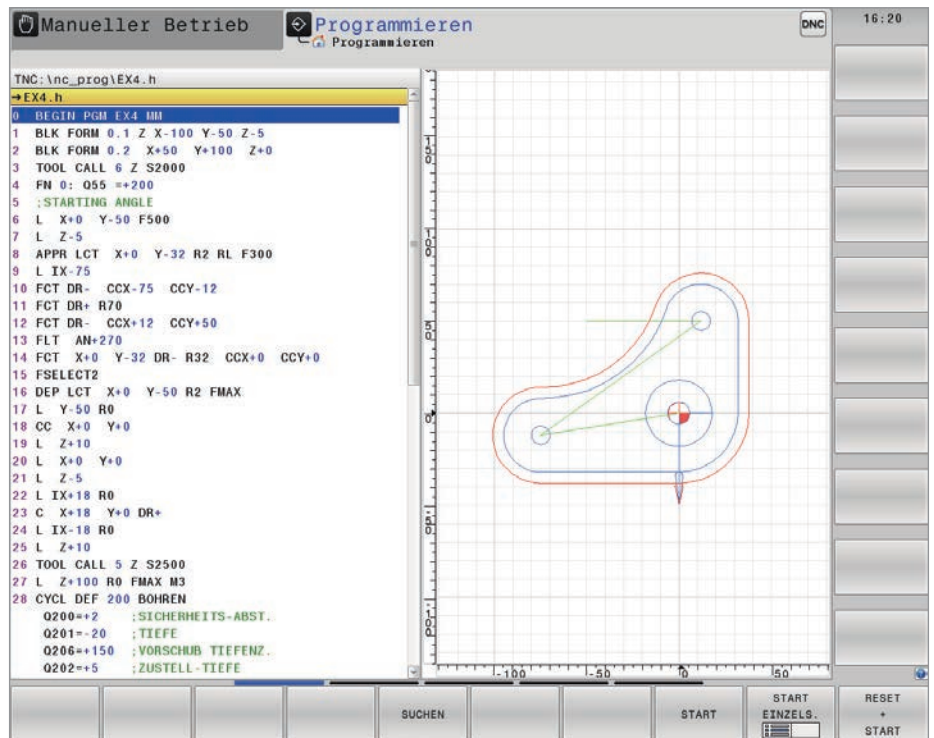 Manueller Betrieb
Programmieren
Programmieren
DNC
16:20
TNC:\nc_prog\EX4.h
→EX4.h
0 BEGIN PGM EX4 MM
1 BLK FORM 0.1 Z X-100 Y-50 Z-5
2 BLK FORM 0.2 X+50 Y+100 Z+0
3 TOOL CALL 6 Z S2000
4 FN 0: Q55 =+200
5 ;STARTING ANGLE
6 L X+0 Y-50 F500
7 L Z-5
8 APPR LCT X+0 Y-32 R2 RL F300
9 L IX-75
10 FCT DR- CCX-75 CCY-12
11 FCT DR+ R70
12 FCT DR- CCX+12 CCY+50
13 FLT AN+270
14 FCT X+0 Y-32 DR- R32 CCX+0 CCY+0
15 FSELECT2
16 DEP LCT X+0 Y-50 R2 FMAX
17 L Y-50 R0
18 CC X+0 Y+0
19 L Z+10
20 L X+0 Y+0
21 L Z-5
22 L IX+18 R0
23 C X+18 Y+0 DR+
24 L IX-18 R0
25 L Z+10
26 TOOL CALL 5 Z S2500
27 L Z+100 R0 FMAX M3
28 CYCL DEF 200 BOHREN
Q200=+2 ;SICHERHEITS-ABST.
Q201=-20 ;TIEFE
Q206=+150 ;VORSCHUB TIEFENZ.
Q202=+5 ;ZUSTELL-TIEFE
150
100
50
0
-50
-100
-100 -50 0 50
SUCHEN
START
START
EINZELS.
RESET
+
START